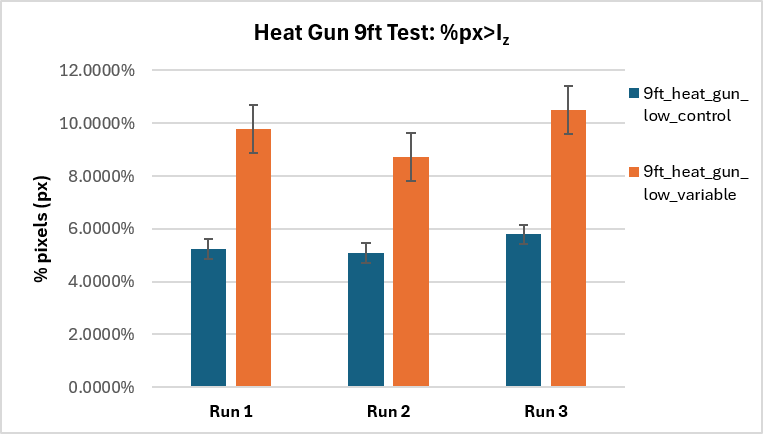 Heat Gun 9ft Test: %px>Iz
12.0000%
10.0000%
8.0000%
6.0000%
4.0000%
2.0000%
0.0000%
% pixels (px)
Run 1
Run 2
Run 3
9ft_heat_gun_
low_control
9ft_heat_gun_
low_variable